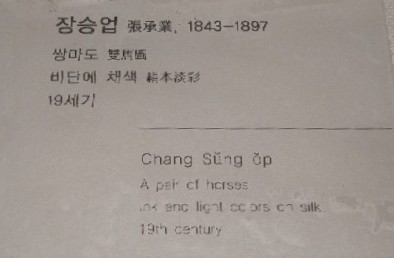 장승업 張承業, 1843-1897
쌍마도 雙馬圖
비단에 채색 絹本淡彩
19세기
Chang Sŭng ŏp
A pair of horses
ink and light colors on silk
19th century